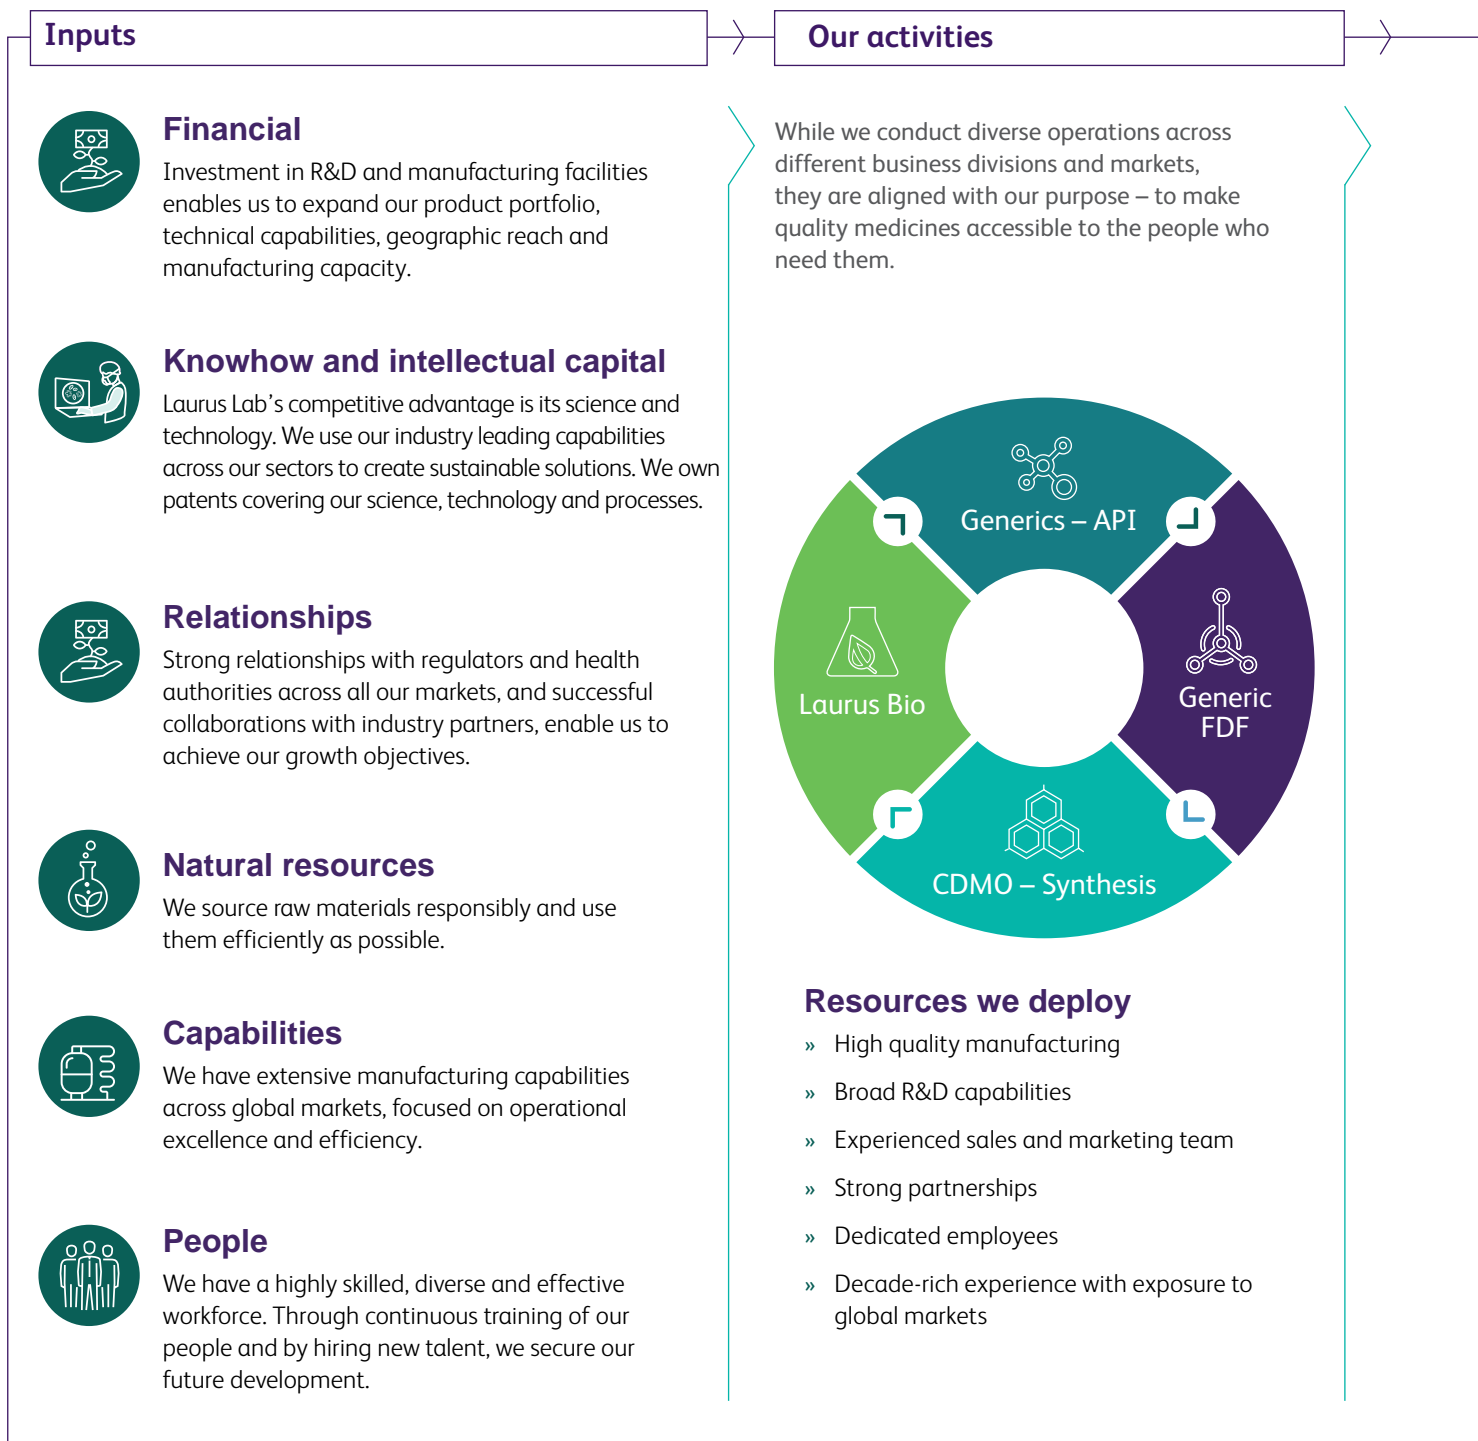 Inputs
Financial
Investment in R&D and manufacturing facilities
enables us to expand our product portfolio,
technical capabilities, geographic reach and
manufacturing capacity.
Knowhow and intellectual capital
Laurus Lab’s competitive advantage is its science and
technology. We use our industry leading capabilities
across our sectors to create sustainable solutions. We own
patents covering our science, technology and processes.
Relationships
Strong relationships with regulators and health
authorities across all our markets, and successful
collaborations with industry partners, enable us to
achieve our growth objectives.
Natural resources
We source raw materials responsibly and use
them efficiently as possible.
Capabilities
We have extensive manufacturing capabilities
across global markets, focused on operational
excellence and efficiency.
People
We have a highly skilled, diverse and effective
workforce. Through continuous training of our
people and by hiring new talent, we secure our
future development.
Our activities
While we conduct diverse operations across
different business divisions and markets,
they are aligned with our purpose – to make
quality medicines accessible to the people who
need them.
Generics – API
Generic
FDF
CDMO – Synthesis
Laurus Bio
Resources we deploy
» High quality manufacturing
» Broad R&D capabilities
» Experienced sales and marketing team
» Strong partnerships
» Dedicated employees
» Decade-rich experience with exposure to
global markets